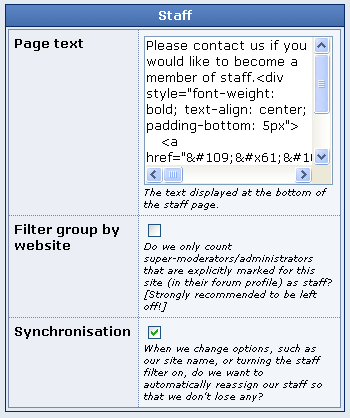 Staff
Page text
Please contact us if you
would like to become a
member of staff.<div
style="font-weight:
bold; text-align: center;
padding-bottom: 5px">
<a
href="&#109;&#x61;&#1
The text displayed at the bottom of
the staff page.
Filter group by
website
Do we only count
super-moderators/administrators
that are explicitly marked for this
site (in their forum profile) as staff?
[Strongly recommended to be left
off!]
Synchronisation
When we change options, such as
our site name, or turning the staff
filter on, do we want to
automatically reassign our staff so
that we don't lose any?